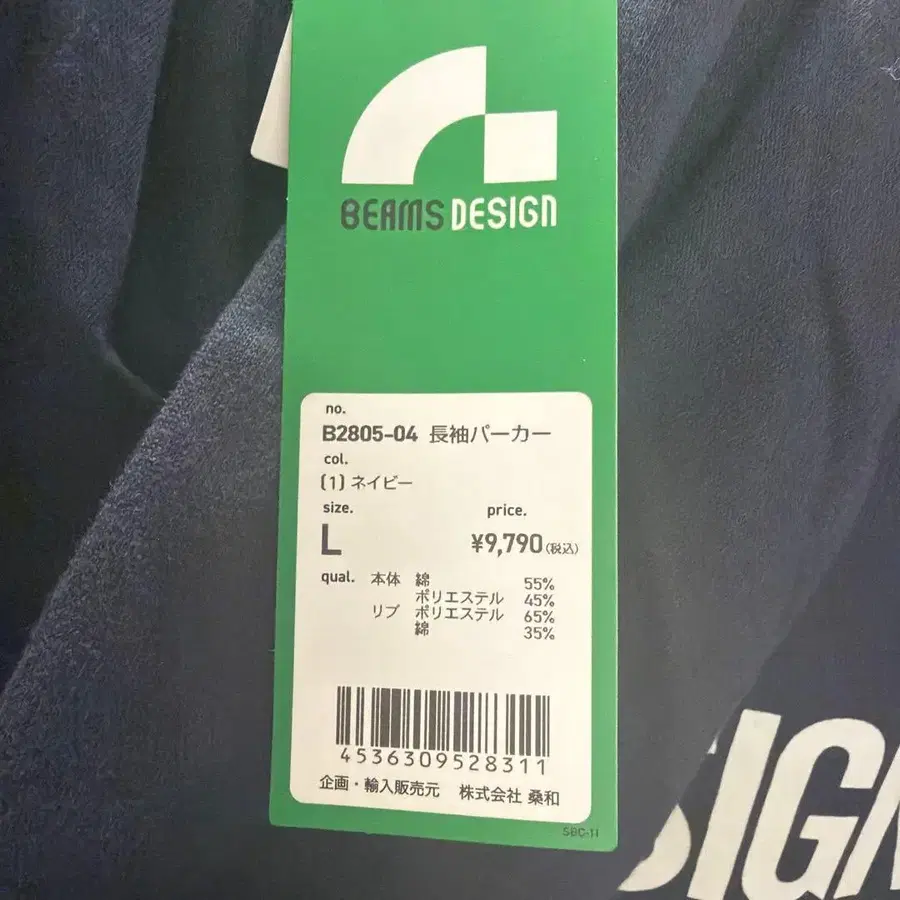 BEAMS DESIGN
no.
B2805-04 長袖パーカー
col.
(1) ネイビー
size. price.
L ¥9,790(税込)
qual. 本体 綿 55%
ポリエステル 45%
リブ ポリエステル 65%
綿 35%
4536309528311
企画・輸入販売元 株式会社 桑和
SBC-11
SIGN